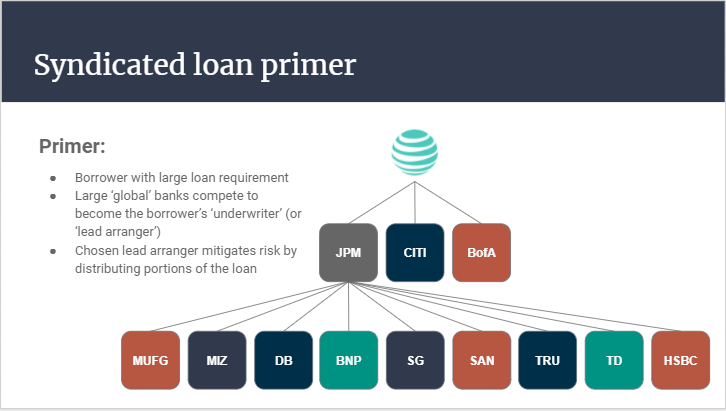 Syndicated loan primer
Primer:
● Borrower with large loan requirement
● Large ‘global’ banks compete to
become the borrower’s ‘underwriter’ (or
‘lead arranger’)
● Chosen lead arranger mitigates risk by
distributing portions of the loan
JPM CITI BofA
MUFG MIZ DB BNP SG SAN TRU TD HSBC